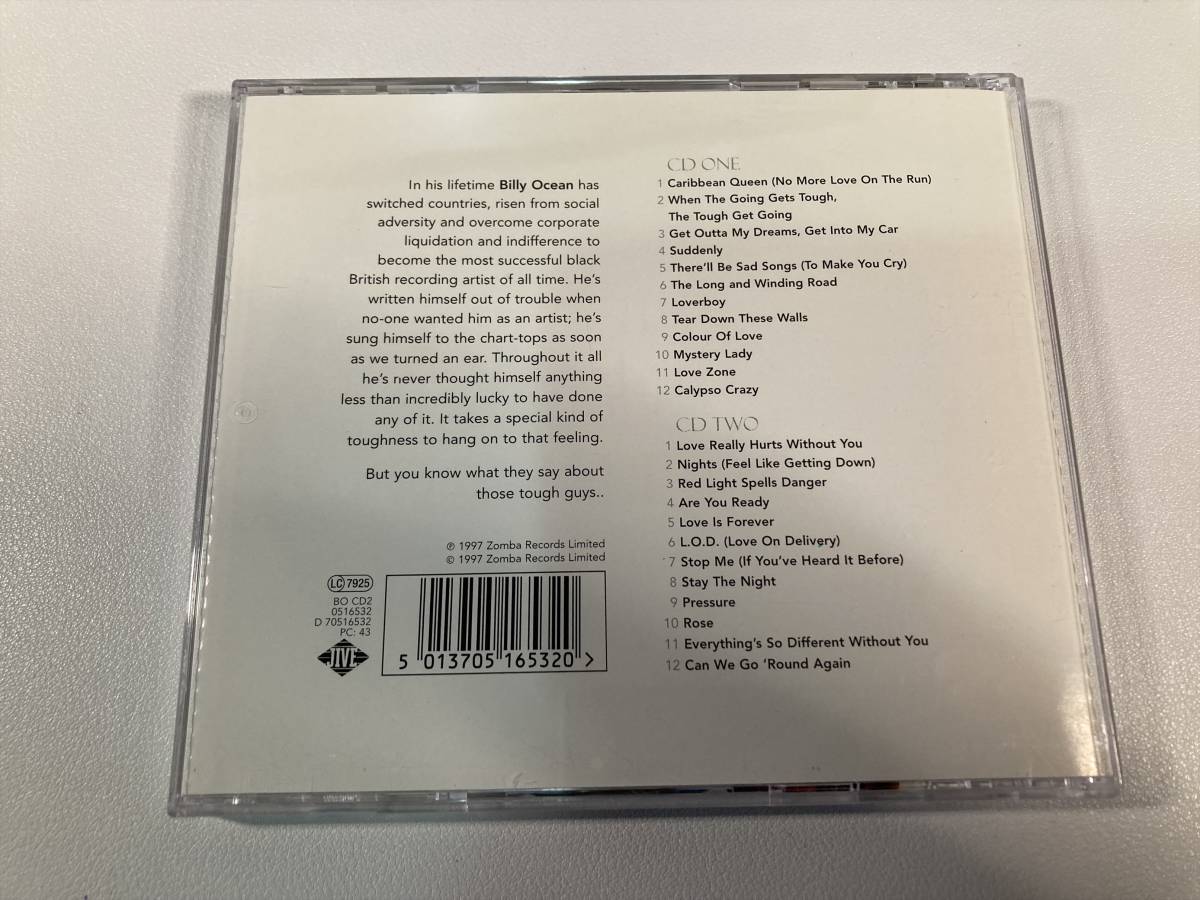 In his lifetime Billy Ocean has
switched countries, risen from social
adversity and overcome corporate
liquidation and indifference to
become the most successful black
British recording artist of all time. He's
written himself out of trouble when
no-one wanted him as an artist; he's
sung himself to the chart-tops as soon
as we turned an ear. Throughout it all
he's never thought himself anything
less than incredibly lucky to have done
any of it. It takes a special kind of
toughness to hang on to that feeling.
But you know what they say about
those tough guys..
℗ 1997 Zomba Records Limited
© 1997 Zomba Records Limited
LC 7925
BO CD2
0516532
D 70516532
PC: 43
JIVE
5 013705 165320 >
CD ONE
1 Caribbean Queen (No More Love On The Run)
2 When The Going Gets Tough,
The Tough Get Going
3 Get Outta My Dreams, Get Into My Car
4 Suddenly
5 There'll Be Sad Songs (To Make You Cry)
6 The Long and Winding Road
7 Loverboy
8 Tear Down These Walls
9 Colour Of Love
10 Mystery Lady
11 Love Zone
12 Calypso Crazy
CD TWO
1 Love Really Hurts Without You
2 Nights (Feel Like Getting Down)
3 Red Light Spells Danger
4 Are You Ready
5 Love Is Forever
6 L.O.D. (Love On Delivery)
7 Stop Me (If You've Heard It Before)
8 Stay The Night
9 Pressure
10 Rose
11 Everything's So Different Without You
12 Can We Go 'Round Again